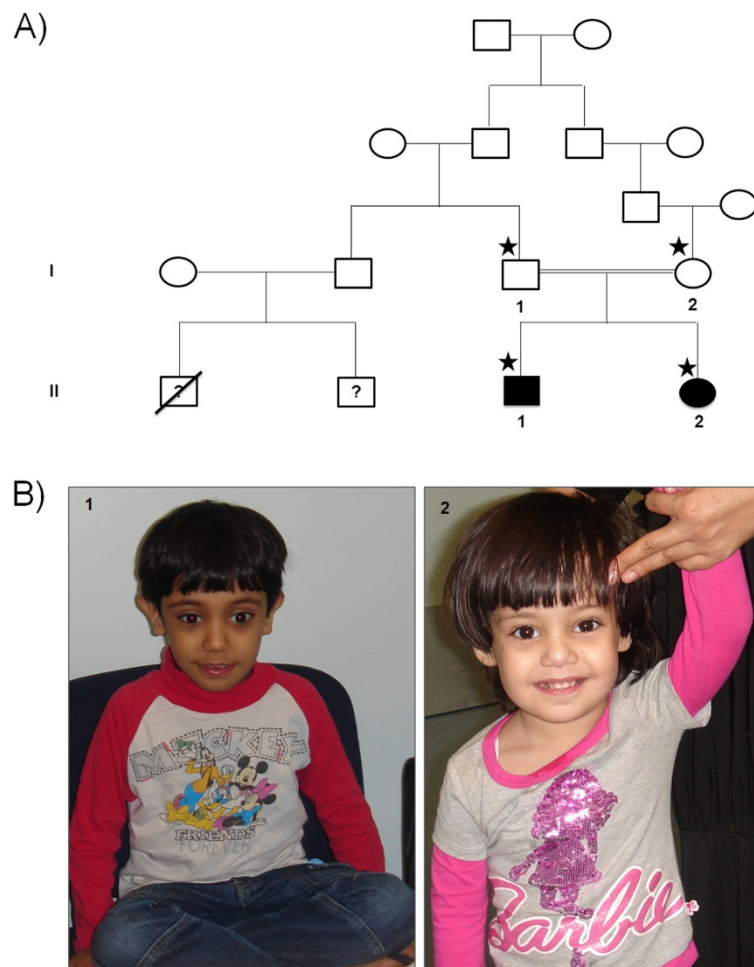 A)
I
1 2
II
? ?
1 2
B)
1
MICKEY
FRIENDS
FOREVER
2
Barbie